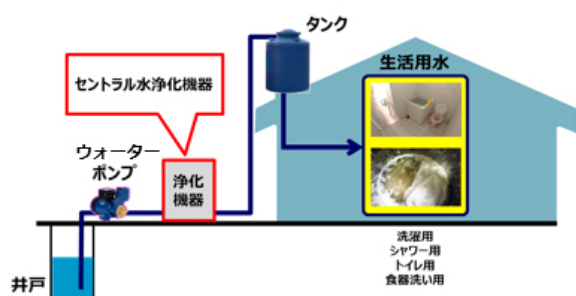 タンク
生活用水
セントラル水浄化機器
ウォーター
ポンプ
浄化
機器
井戸
洗濯用
シャワー用
トイレ用
食器洗い用